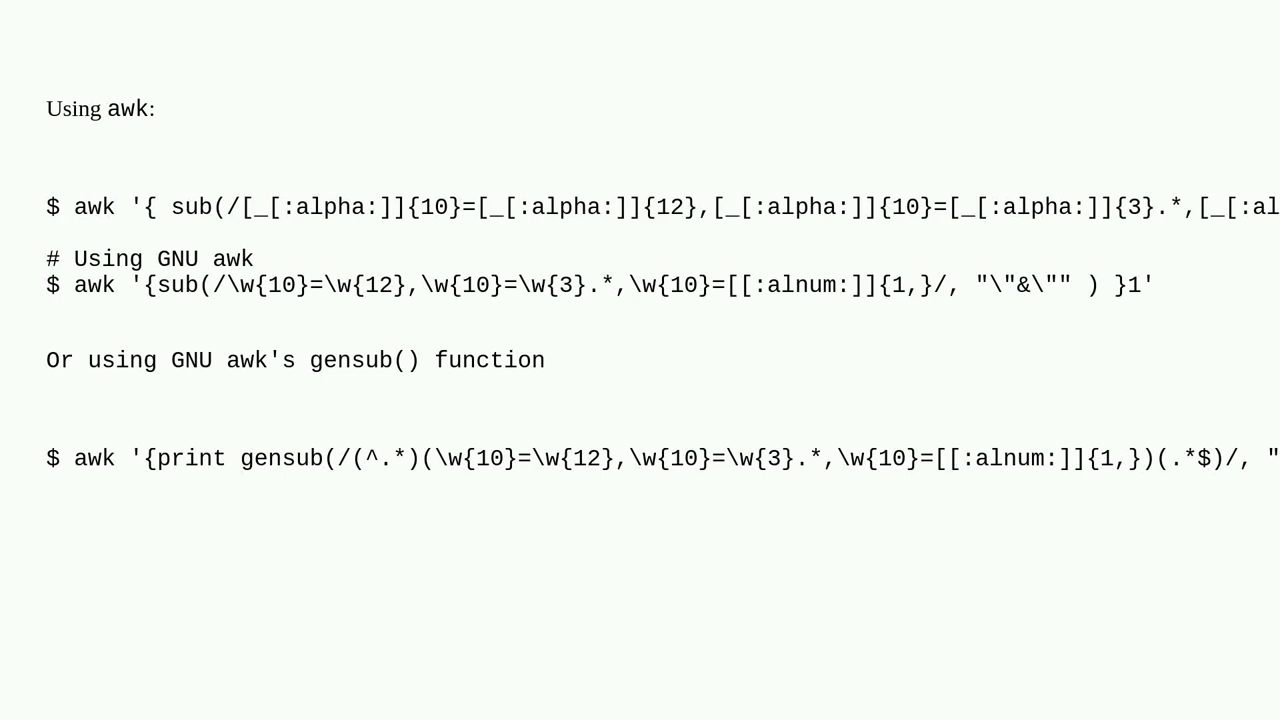 Using awk:
$ awk '{ sub(/[_[:alpha:]]{10}=[_[:alpha:]]{12},[_[:alpha:]]{10}=[_[:alpha:]]{3}.*,[_[:al
# Using GNU awk
$ awk '{sub(/\w{10}=\w{12},\w{10}=\w{3}.*,\w{10}=[[:alnum:]]{1,}/, "\"&\"" ) }1'
Or using GNU awk's gensub() function
$ awk '{print gensub(/(^.*)(\w{10}=\w{12},\w{10}=\w{3}.*,\w{10}=[[:alnum:]]{1,})(.*$)/, "